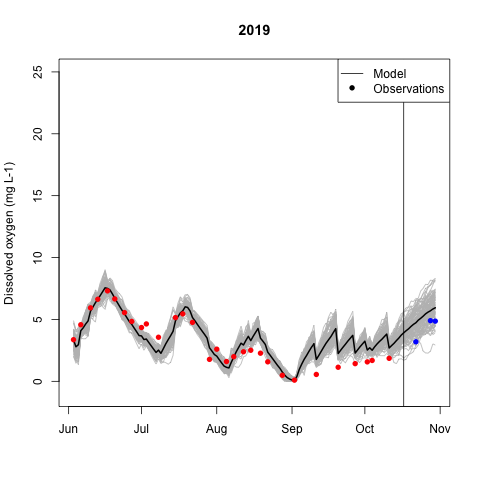 2019
Dissolved oxygen (mg L-1)
25
20
15
10
5
0
Model
Observations
Jun Jul Aug Sep Oct Nov